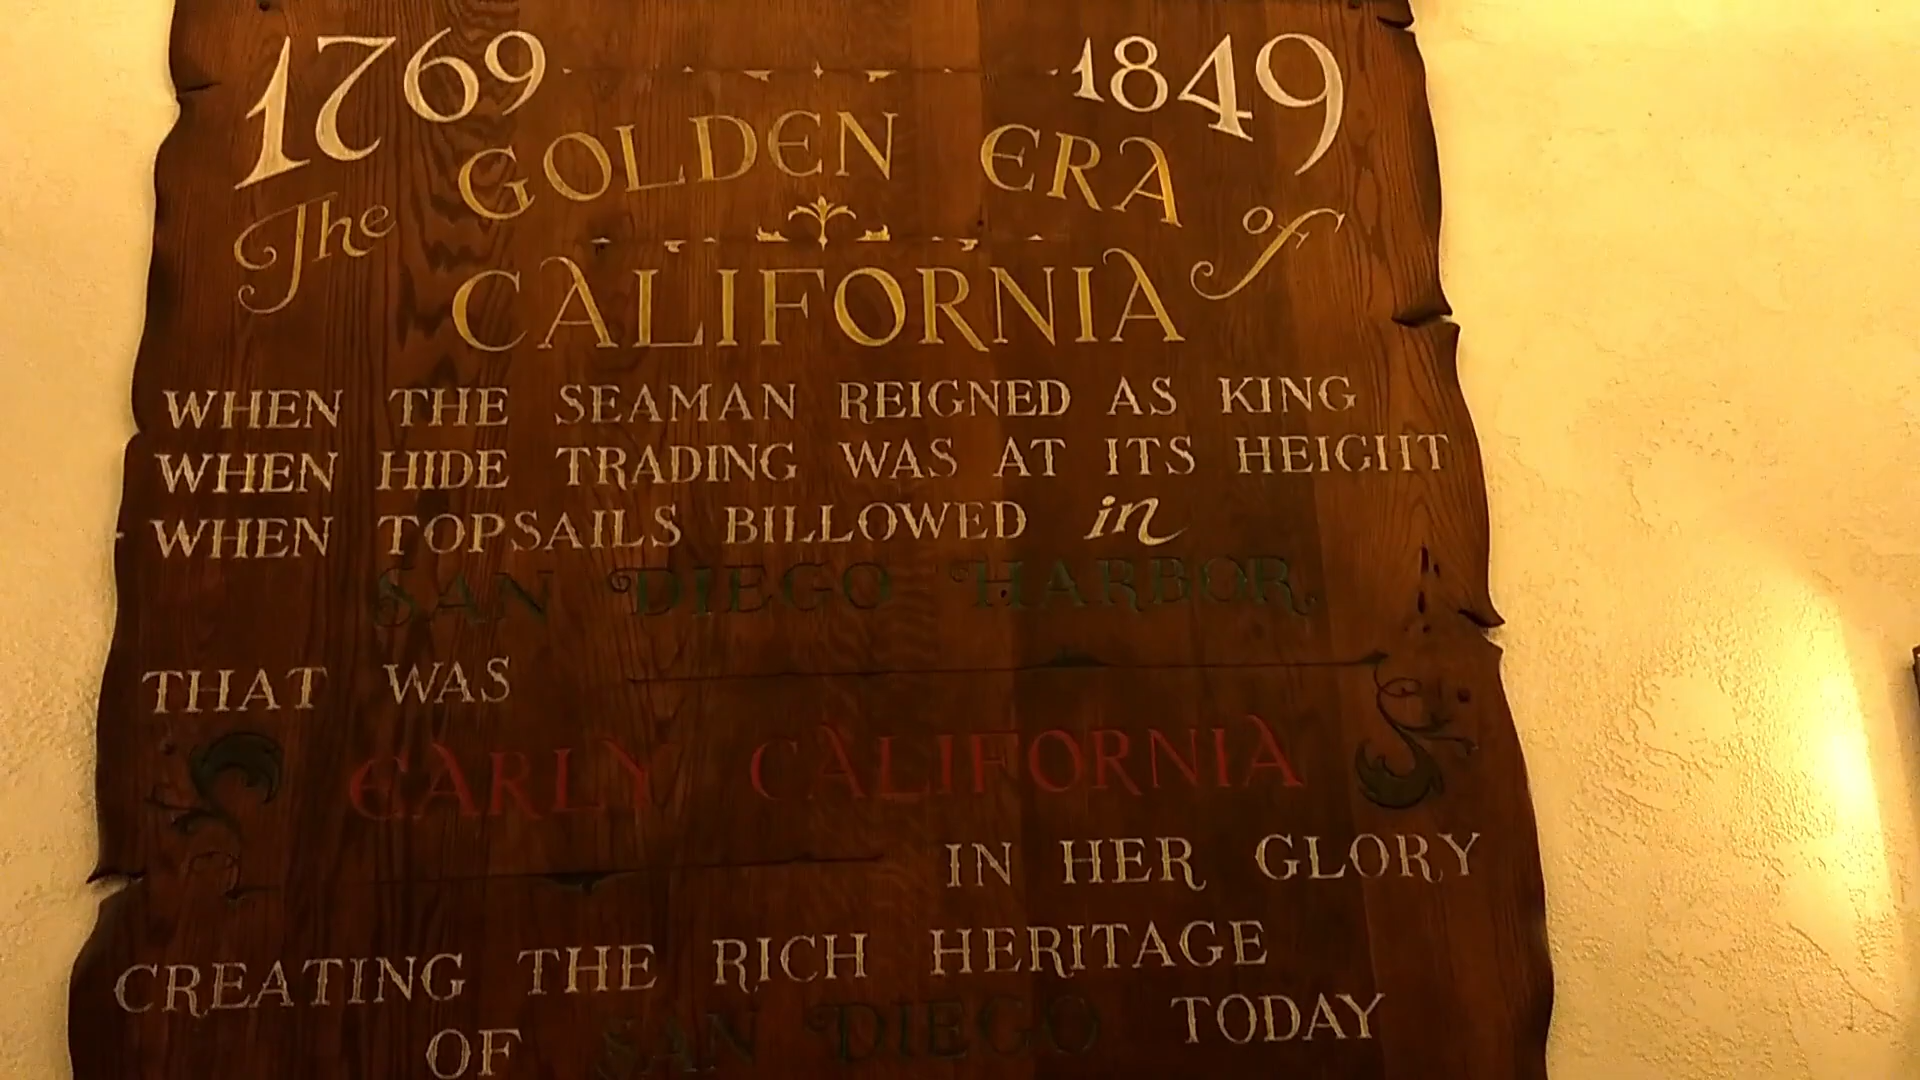 1769 1849
The GOLDEN ERA of
CALIFORNIA
WHEN THE SEAMAN REIGNED AS KING
WHEN HIDE TRADING WAS AT ITS HEIGHT
WHEN TOPSAILS BILLOWED in
SAN DIEGO HARBOR,
THAT WAS
EARLY CALIFORNIA
IN HER GLORY
CREATING THE RICH HERITAGE
OF SAN DIEGO TODAY